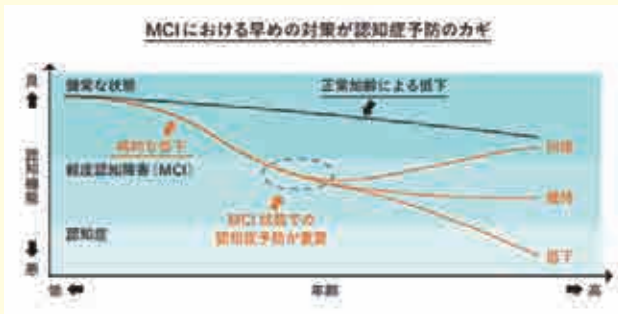 MCIにおける早めの対策が認知症予防のカギ
良
認知機能
悪
健常な状態
正常加齢による低下
病的な低下
軽度認知障害(MCI)
認知症
MCI状態での
認知症予防が重要
回復
維持
低下
低
年齢
高